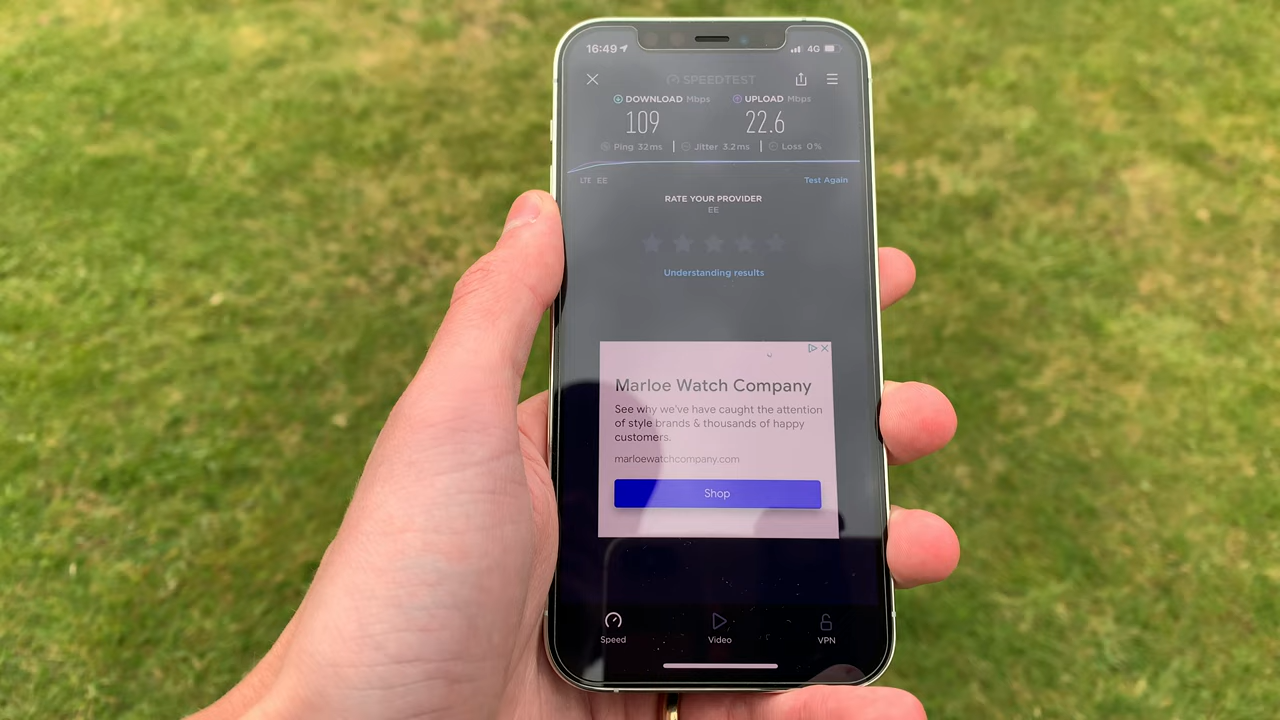 16:49 4G
SPEEDTEST
DOWNLOAD Mbps UPLOAD Mbps
109 22.6
Ping 32ms Jitter 3.2ms Loss 0%
LTE EE Test Again
RATE YOUR PROVIDER
EE
Understanding results
Marloe Watch Company
See why we've have caught the attention
of style brands & thousands of happy
customers.
marloewatchcompany.com
Shop
Speed Video VPN